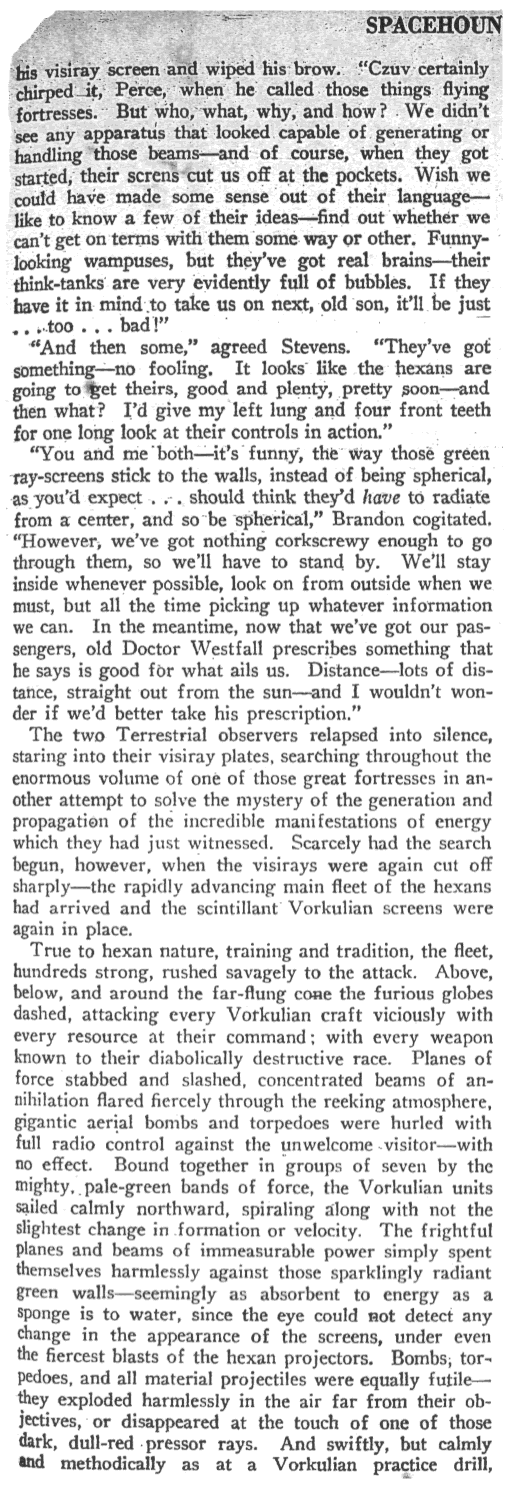 SPACEHOUN
his visiray screen and wiped his brow. "Czuv certainly
chirped it, Perce, when he called those things flying
fortresses. But who, what, why, and how? We didn't
see any apparatus that looked capable of generating or
handling those beams—and of course, when they got
started, their screns cut us off at the pockets. Wish we
could have made some sense out of their language—
like to know a few of their ideas—find out whether we
can't get on terms with them some way or other. Funny-
looking wampuses, but they've got real brains—their
think-tanks are very evidently full of bubbles. If they
have it in mind to take us on next, old son, it'll be just
. . . too . . . bad!"
"And then some," agreed Stevens. "They've got
something—no fooling. It looks like the hexans are
going to get theirs, good and plenty, pretty soon—and
then what? I'd give my left lung and four front teeth
for one long look at their controls in action."
"You and me both—it's funny, the way those green
ray-screens stick to the walls, instead of being spherical,
as you'd expect . . . should think they'd have to radiate
from a center, and so be spherical," Brandon cogitated.
"However, we've got nothing corkscrewy enough to go
through them, so we'll have to stand by. We'll stay
inside whenever possible, look on from outside when we
must, but all the time picking up whatever information
we can. In the meantime, now that we've got our pas-
sengers, old Doctor Westfall prescribes something that
he says is good for what ails us. Distance—lots of dis-
tance, straight out from the sun—and I wouldn't won-
der if we'd better take his prescription."
The two Terrestrial observers relapsed into silence,
staring into their visiray plates, searching throughout the
enormous volume of one of those great fortresses in an-
other attempt to solve the mystery of the generation and
propagation of the incredible manifestations of energy
which they had just witnessed. Scarcely had the search
begun, however, when the visirays were again cut off
sharply—the rapidly advancing main fleet of the hexans
had arrived and the scintillant Vorkulian screens were
again in place.
True to hexan nature, training and tradition, the fleet,
hundreds strong, rushed savagely to the attack. Above,
below, and around the far-flung cone the furious globes
dashed, attacking every Vorkulian craft viciously with
every resource at their command; with every weapon
known to their diabolically destructive race. Planes of
force stabbed and slashed, concentrated beams of an-
nihilation flared fiercely through the reeking atmosphere,
gigantic aerial bombs and torpedoes were hurled with
full radio control against the unwelcome visitor—with
no effect. Bound together in groups of seven by the
mighty, pale-green bands of force, the Vorkulian units
sailed calmly northward, spiraling along with not the
slightest change in formation or velocity. The frightful
planes and beams of immeasurable power simply spent
themselves harmlessly against those sparklingly radiant
green walls—seemingly as absorbent to energy as a
sponge is to water, since the eye could not detect any
change in the appearance of the screens, under even
the fiercest blasts of the hexan projectors. Bombs, tor-
pedoes, and all material projectiles were equally futile—
they exploded harmlessly in the air far from their ob-
jectives, or disappeared at the touch of one of those
dark, dull-red pressor rays. And swiftly, but calmly
and methodically as at a Vorkulian practice drill,